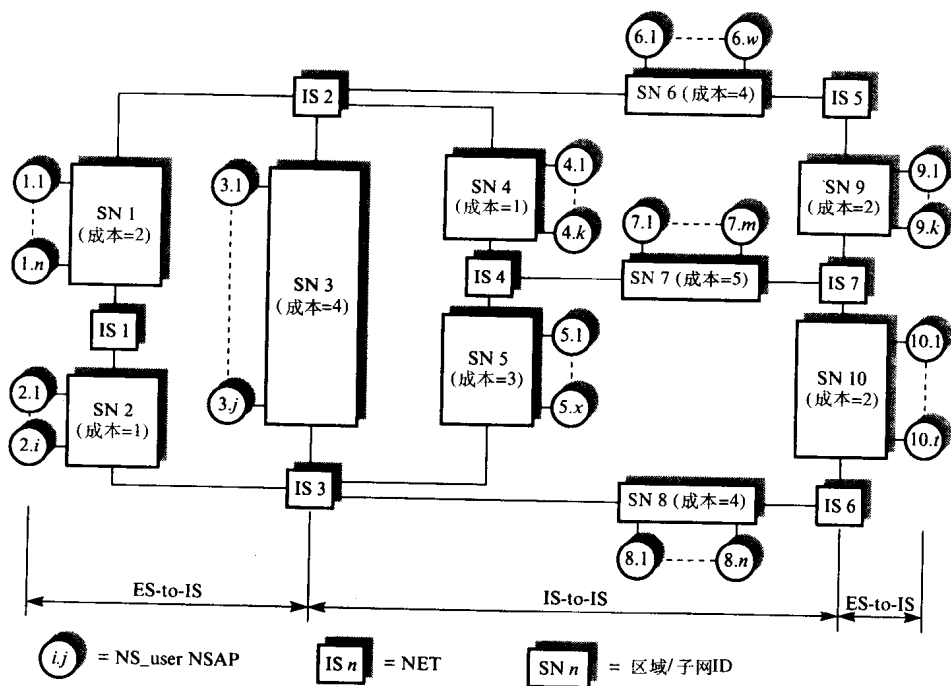 6.1
6.w
IS 2
SN 6 (成本=4)
IS 5
1.1
SN 1
(成本=2)
1.n
3.1
SN 3
(成本=4)
3.j
SN 4
(成本=1)
4.1
4.k
7.1
7.m
SN 9
(成本=2)
9.1
9.k
IS 4
SN 7 (成本=5)
IS 7
IS 1
2.1
SN 2
(成本=1)
2.i
SN 5
(成本=3)
5.1
5.x
SN 10
(成本=2)
10.1
10.t
IS 3
SN 8 (成本=4)
IS 6
8.1
8.n
ES-to-IS
IS-to-IS
ES-to-IS
i.j = NS_user NSAP
IS n = NET
SN n = 区域/子网ID